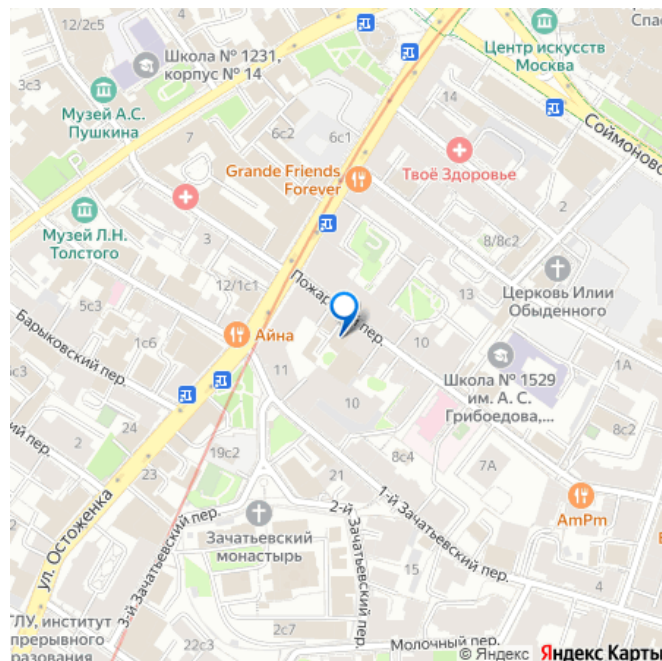 12/2с5
Школа № 1231,
корпус № 14
Центр искусств
Москва
Спас
3с3
Музей А.С.
Пушкина
7
6с2
6с1
14
Соймоновс
Grande Friends
Forever
Твоё Здоровье
2
Музей Л.Н.
Толстого
3
8/8с2
12/1с1
Церковь Илии
Обыденного
13
5с3
Барыковский пер.
1с6
Айна
11
10
10
Школа № 1529
им. А. С.
Грибоедова,...
1А
8с2
2
24
23
19с2
21
8с4
7А
ул. Остоженка
3-й Зачатьевский пер.
Зачатьевский
монастырь
2-й Зачатьевский пер.
1-й Зачатьевский пер.
AmPm
15
4
ГЛУ, институт
прерывного
разования
22с3
2с7
Молочный пер.
© Яндекс Яндекс Карты